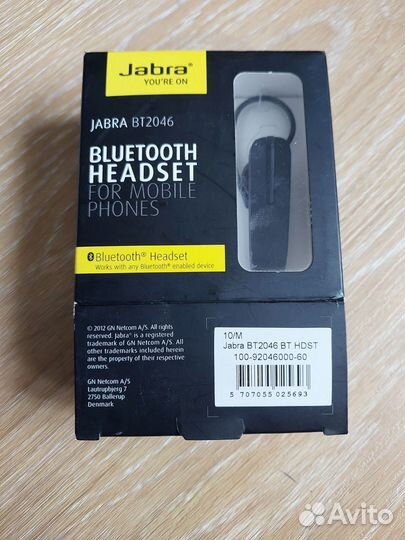 Jabra®
YOU'RE ON
JABRA BT2046
BLUETOOTH
HEADSET
FOR MOBILE
PHONES
Bluetooth® Headset
Works with any Bluetooth® enabled device
© 2012 GN Netcom A/S. All rights
reserved. Jabra® is a registered
trademark of GN Netcom A/S. All
other trademarks included herein
are the property of their respective
owners.
GN Netcom A/S
Lautrupbjerg 7
2750 Ballerup
Denmark
10/M
Jabra BT2046 BT HDST
100-92046000-60
5 707055 025693
Avito